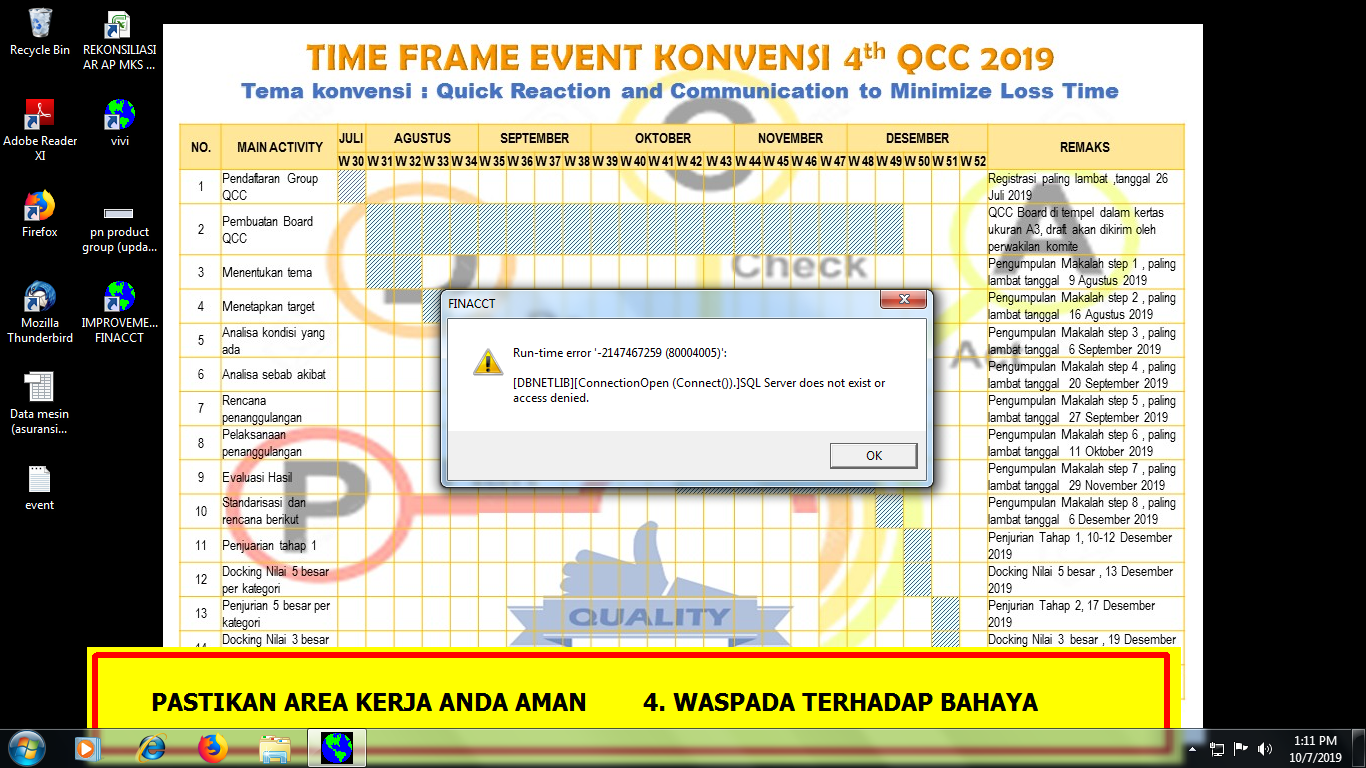 Recycle Bin
REKONSILIASI
AR AP MKS ...
Adobe Reader
XI
vivi
Firefox
pn product
group (upda...
Mozilla
Thunderbird
IMPROVEME...
FINACCT
Data mesin
(asuransi...
event
TIME FRAME EVENT KONVENSI 4th QCC 2019
Tema konvensi : Quick Reaction and Communication to Minimize Loss Time
NO. MAIN ACTIVITY JULI AGUSTUS SEPTEMBER OKTOBER NOVEMBER DESEMBER REMAKS
W 30 W 31 W 32 W 33 W 34 W 35 W 36 W 37 W 38 W 39 W 40 W 41 W 42 W 43 W 44 W 45 W 46 W 47 W 48 W 49 W 50 W 51 W 52
1 Pendaftaran Group
QCC
Registrasi paling lambat ,tanggal 26
Juli 2019
2 Pembuatan Board
QCC
QCC Board di tempel dalam kertas
ukuran A3, draft akan dikirim oleh
perwakilan komite
3 Menentukan tema
Pengumpulan Makalah step 1 , paling
lambat tanggal 9 Agustus 2019
4 Menetapkan target
Pengumpulan Makalah step 2 , paling
lambat tanggal 16 Agustus 2019
5 Analisa kondisi yang
ada
Pengumpulan Makalah step 3 , paling
lambat tanggal 6 September 2019
6 Analisa sebab akibat
Pengumpulan Makalah step 4 , paling
lambat tanggal 20 September 2019
7 Rencana
penanggulangan
Pengumpulan Makalah step 5 , paling
lambat tanggal 27 September 2019
8 Pelaksanaan
penanggulangan
Pengumpulan Makalah step 6 , paling
lambat tanggal 11 Oktober 2019
9 Evaluasi Hasil
Pengumpulan Makalah step 7 , paling
lambat tanggal 29 November 2019
10 Standarisasi dan
rencana berikut
Pengumpulan Makalah step 8 , paling
lambat tanggal 6 Desember 2019
11 Penjuarian tahap 1
Penjurian Tahap 1, 10-12 Desember
2019
12 Docking Nilai 5 besar
per kategori
Docking Nilai 5 besar , 13 Desember
2019
13 Penjurian 5 besar per
kategori
Penjurian Tahap 2, 17 Desember
2019
Docking Nilai 3 besar
Docking Nilai 3 besar , 19 Desember
P
D
C
Check
A
Act
QUALITY
FINACCT
Run-time error '-2147467259 (80004005)':
[DBNETLIB][ConnectionOpen (Connect()).]SQL Server does not exist or
access denied.
OK
PASTIKAN AREA KERJA ANDA AMAN 4. WASPADA TERHADAP BAHAYA
1:11 PM
10/7/2019